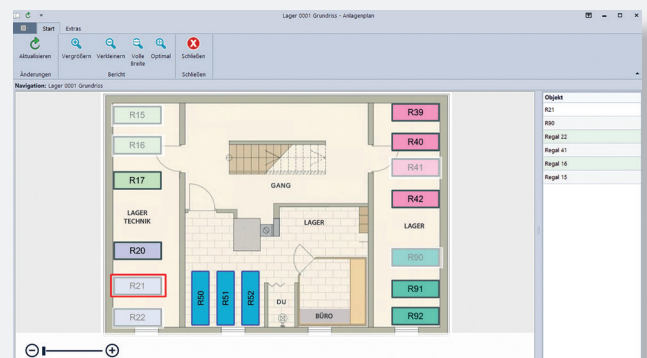 Lager 0001 Grundriss - Anlagenplan
Start Extras
Aktualisieren Vergrößern Verkleinern Volle Breite Optimal Schließen
Änderungen Bericht Schließen
Navigation: Lager 0001 Grundriss
Objekt
R21
R90
Regal 22
Regal 41
Regal 16
Regal 15
R15
R16
R17
LAGER
TECHNIK
R20
R21
R22
GANG
LAGER
R50
R51
R52
DU
BÜRO
R39
R40
R41
R42
LAGER
R90
R91
R92